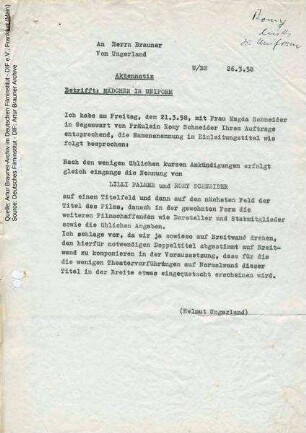 Romy
An Herrn Brauner
Von Ungerland
U/BS 26.3.58
Aktennotiz
Betrifft: MÄDCHEN IN UNIFORM
Ich habe am Freitag, dem 21.3.58, mit Frau Magda Schneider
in Gegenwart von Fräulein Romy Schneider Ihrem Auftrage
entsprechend, die Namensnennung im Einleitungstitel wie
folgt besprochen:
Nach den wenigen üblichen kurzen Ankündigungen erfolgt
gleich eingangs die Nennung von
LILLI PALMER und ROMY SCHNEIDER
auf einem Titelfeld und dann auf dem nächsten Feld der
Titel des Films, danach in der gewohnten Form die
weiteren Filmschaffenden wie Darsteller und Stabmitglieder
sowie die üblichen Angaben.
Ich schlage vor, da wir ja sowieso auf Breitwand drehen,
den hierfür notwendigen Doppeltitel abgestimmt auf Breit-
wand zu komponieren in der Voraussetzung, dass für die
die wenigen Theatervorführungen auf Normalwand dieser
Titel in der Breite etwas eingequetscht erscheinen wird.
(Helmut Ungerland)
Quelle: Artur Brauner-Archiv im Deutschen Filminstitut - DIF e.V., Frankfurt (Main)
Source: Deutsches Filminstitut - DIF Artur Brauner Archive